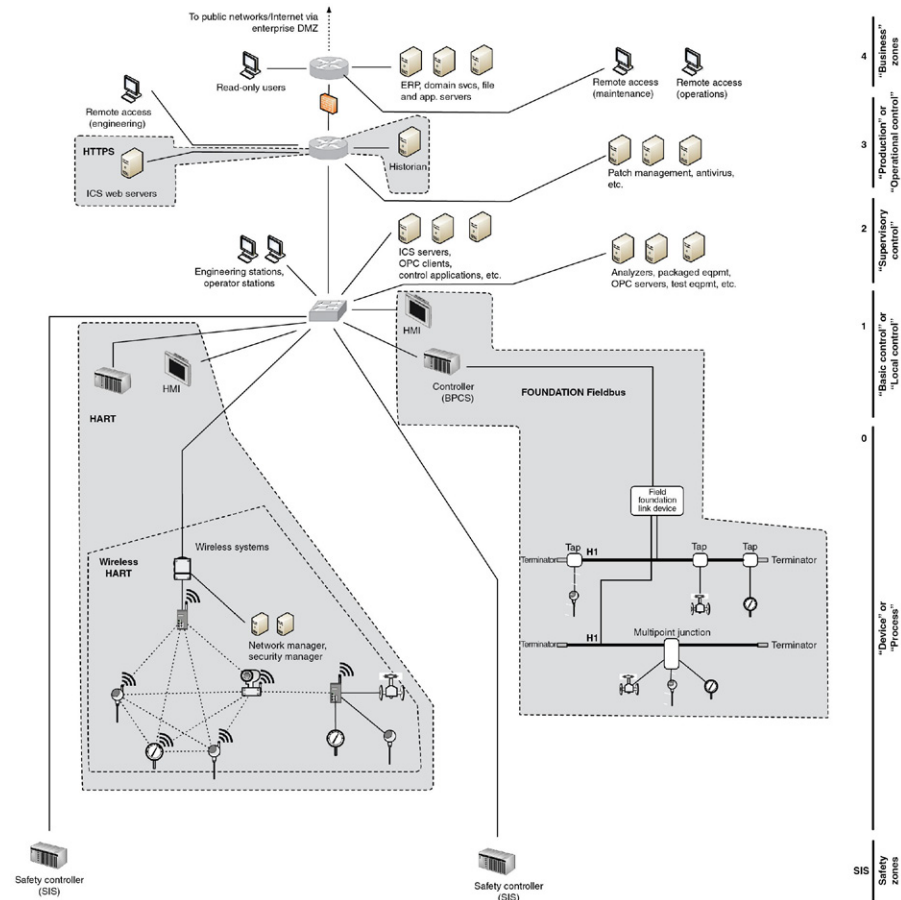 To public networks/Internet via
enterprise DMZ
Read-only users
ERP, domain svcs, file
and app. servers
Remote access
(maintenance)
Remote access
(operations)
4
"Business"
zones
Remote access
(engineering)
HTTPS
ICS web servers
Historian
Patch management, antivirus,
etc.
3
"Production" or
"Operational control"
Engineering stations,
operator stations
ICS servers,
OPC clients,
control applications, etc.
Analyzers, packaged eqpmt,
OPC servers, test eqpmt, etc.
2
"Supervisory
control"
HMI
HMI
HART
Controller
(BPCS)
FOUNDATION Fieldbus
1
"Basic control" or
"Local control"
0
Field
foundation
link device
Wireless
HART
Wireless systems
Network manager,
security manager
Terminator
Tap
H1
Tap
Tap
Terminator
Terminator
H1
Multipoint junction
Terminator
"Device" or
"Process"
Safety controller
(SIS)
Safety controller
(SIS)
SIS
Safety
zones